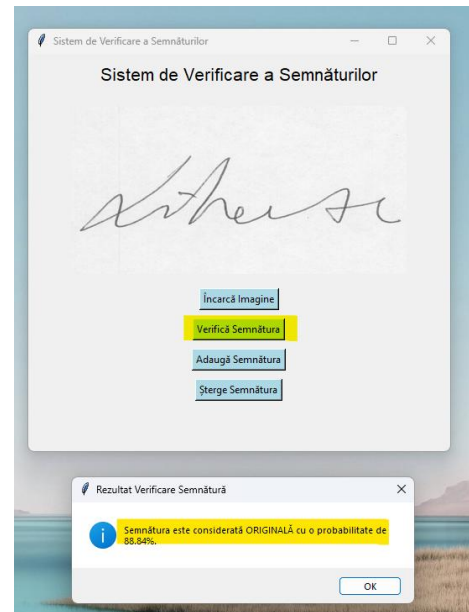 Sistem de Verificare a Semnăturilor
Sistem de Verificare a Semnăturilor
Încarcă Imagine
Verifică Semnătura
Adaugă Semnătura
Șterge Semnătura
Rezultat Verificare Semnătură
Semnătura este considerată ORIGINALĂ cu o probabilitate de
88.84%.
OK